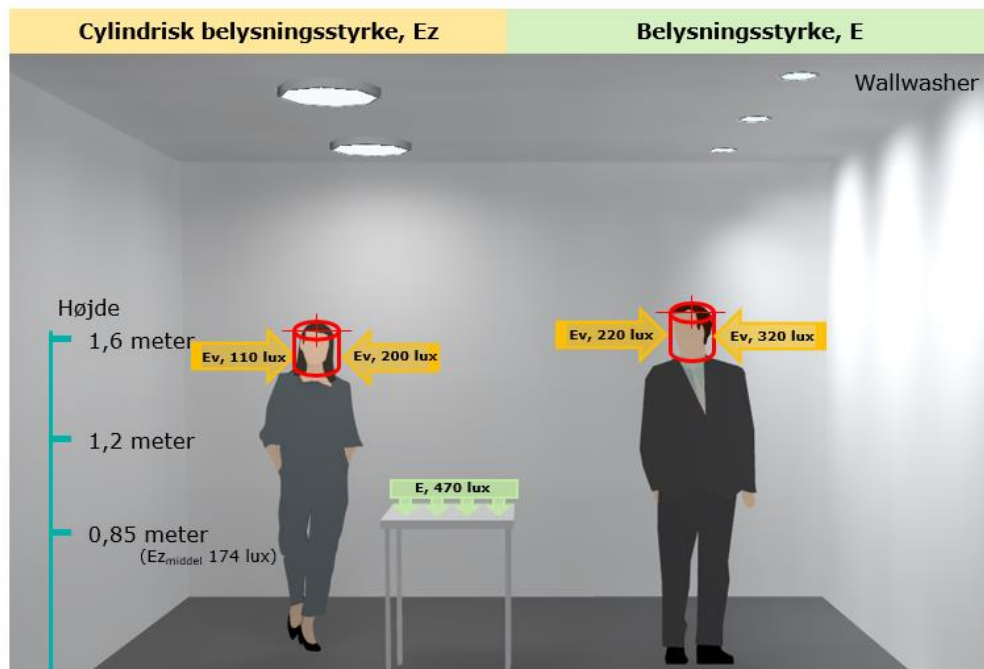 Cylindrisk belysningsstyrke, Ez
Belysningsstyrke, E
Wallwasher
Højde
1,6 meter
Ev, 110 lux
Ev, 200 lux
Ev, 220 lux
Ev, 320 lux
1,2 meter
E, 470 lux
0,85 meter
(Ezmiddel 174 lux)